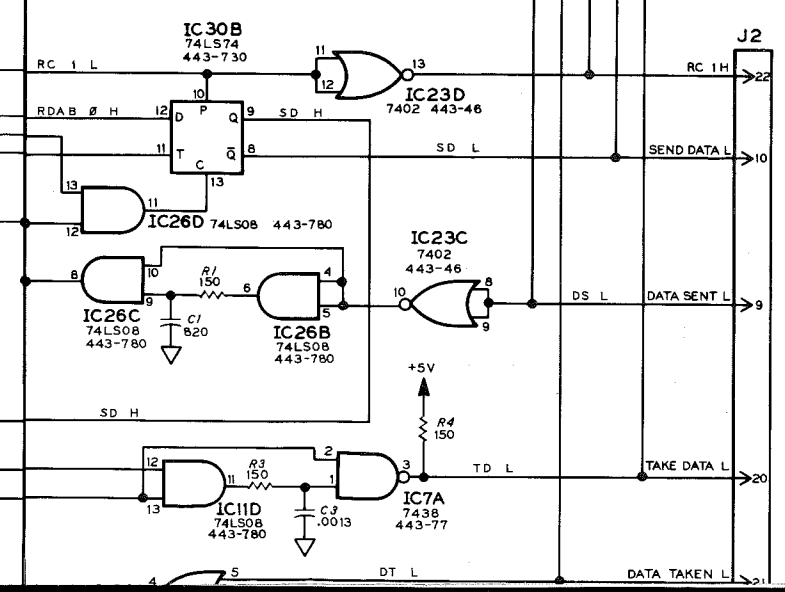 IC30B
74LS74
443-730
J2
RC 1 L
11
12
13
RC 1H
22
10
IC23D
7402 443-46
RDAB Ø H
12
D
P
Q
9
SD H
11
T
C
Q̅
8
SD L
SEND DATA L
10
13
13
12
11
IC26D 74LS08 443-780
IC23C
7402
443-46
8
10
9
R1
150
6
4
5
10
8
9
DS L
DATA SENT L
9
IC26C
74LS08
443-780
C1
820
IC26B
74LS08
443-780
+5V
SD H
R4
150
12
13
11
R3
150
2
1
3
TD L
TAKE DATA L
20
IC11D
74LS08
443-780
C3
.0013
IC7A
7438
443-77
4
5
DT L
DATA TAKEN L
21